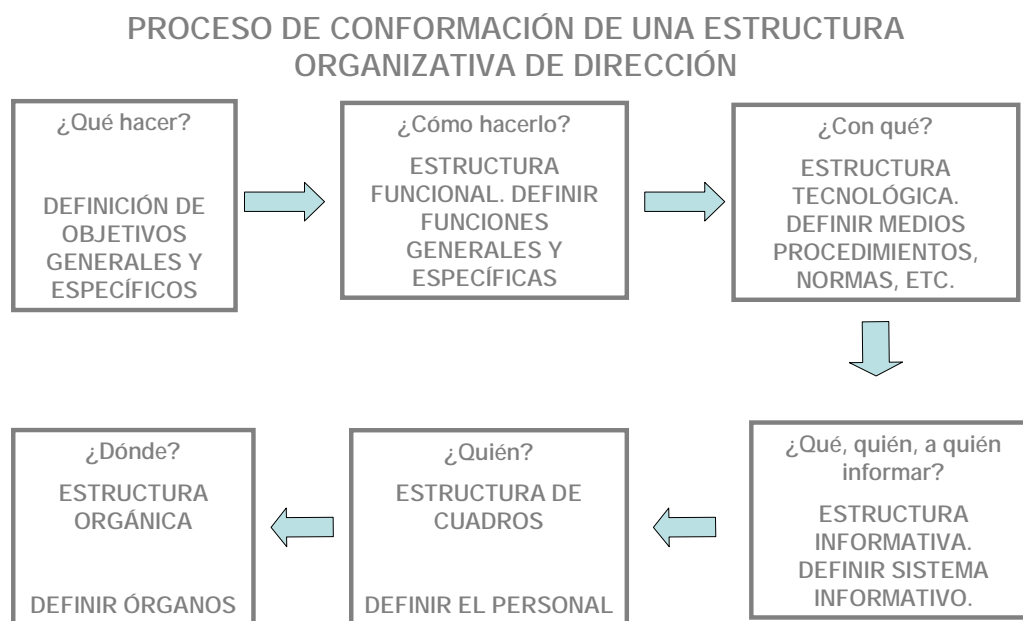 PROCESO DE CONFORMACIÓN DE UNA ESTRUCTURA
ORGANIZATIVA DE DIRECCIÓN
¿Qué hacer?
DEFINICIÓN DE
OBJETIVOS
GENERALES Y
ESPECÍFICOS
¿Cómo hacerlo?
ESTRUCTURA
FUNCIONAL. DEFINIR
FUNCIONES
GENERALES Y
ESPECÍFICAS
¿Con qué?
ESTRUCTURA
TECNOLÓGICA.
DEFINIR MEDIOS
PROCEDIMIENTOS,
NORMAS, ETC.
¿Qué, quién, a quién
informar?
ESTRUCTURA
INFORMATIVA.
DEFINIR SISTEMA
INFORMATIVO.
¿Quién?
ESTRUCTURA DE
CUADROS
DEFINIR EL PERSONAL
¿Dónde?
ESTRUCTURA
ORGÁNICA
DEFINIR ÓRGANOS